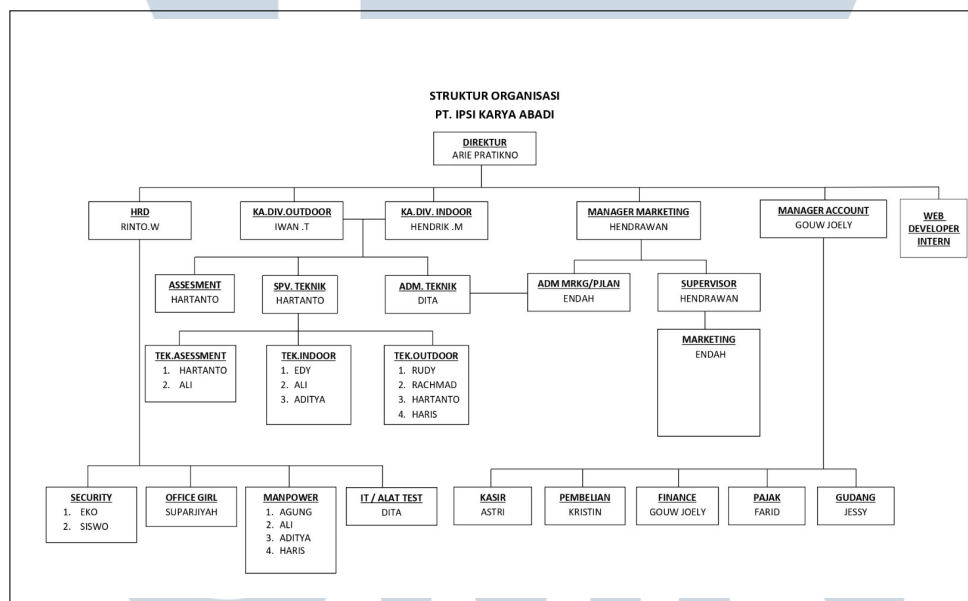 STRUKTUR ORGANISASI
PT. IPSI KARYA ABADI
DIREKTUR
ARIE PRATIKNO
HRD
RINTO.W
KA.DIV.OUTDOOR
IWAN .T
KA.DIV. INDOOR
HENDRIK .M
MANAGER MARKETING
HENDRAWAN
MANAGER ACCOUNT
GOUW JOELY
WEB
DEVELOPER
INTERN
ASSESMENT
HARTANTO
SPV. TEKNIK
HARTANTO
ADM. TEKNIK
DITA
ADM MRKG/PJLAN
ENDAH
SUPERVISOR
HENDRAWAN
MARKETING
ENDAH
TEK.ASESSMENT
1. HARTANTO
2. ALI
TEK.INDOOR
1. EDY
2. ALI
3. ADITYA
TEK.OUTDOOR
1. RUDY
2. RACHMAD
3. HARTANTO
4. HARIS
SECURITY
1. EKO
2. SISWO
OFFICE GIRL
SUPARJIYAH
MANPOWER
1. AGUNG
2. ALI
3. ADITYA
4. HARIS
IT / ALAT TEST
DITA
KASIR
ASTRI
PEMBELIAN
KRISTIN
FINANCE
GOUW JOELY
PAJAK
FARID
GUDANG
JESSY